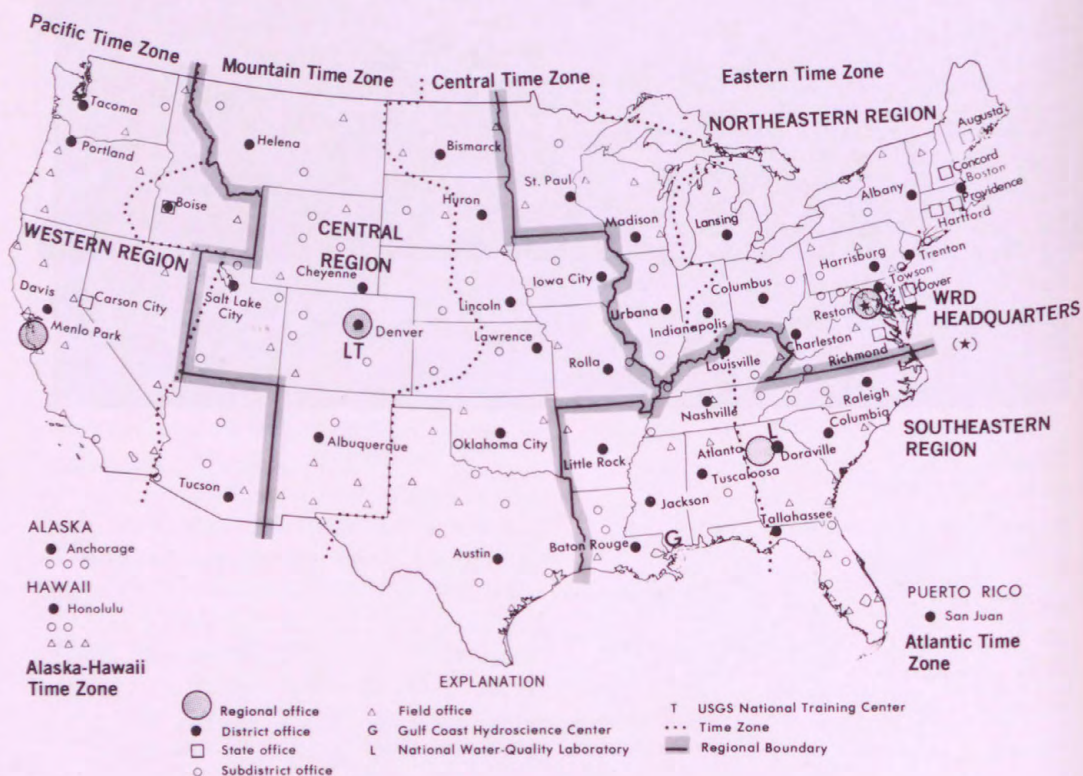 Pacific Time Zone
Mountain Time Zone
Central Time Zone
Eastern Time Zone
NORTHEASTERN REGION
Tacoma
Portland
Helena
Bismarck
St. Paul
Augusta
Concord
Boston
Providence
Hartford
Albany
Boise
Huron
Madison
Lansing
WESTERN REGION
CENTRAL
REGION
Cheyenne
Iowa City
Harrisburg
Trenton
Towson
Dover
Davis
Carson City
Salt Lake
City
Lincoln
Columbus
Reston
WRD
HEADQUARTERS
(★)
Menlo Park
Denver
LT
Lawrence
Urbana
Indianapolis
Charleston
Richmond
Rolla
Louisville
Nashville
Raleigh
Columbia
SOUTHEASTERN
REGION
Albuquerque
Oklahoma City
Little Rock
Atlanta
L
Doraville
Tuscaloosa
Tucson
Jackson
Tallahassee
ALASKA
Anchorage
Austin
Baton Rouge
G
HAWAII
Honolulu
PUERTO RICO
San Juan
Alaska-Hawaii
Time Zone
Atlantic Time
Zone
EXPLANATION
Regional office
District office
State office
Subdistrict office
Field office
G Gulf Coast Hydroscience Center
L National Water-Quality Laboratory
T USGS National Training Center
Time Zone
Regional Boundary